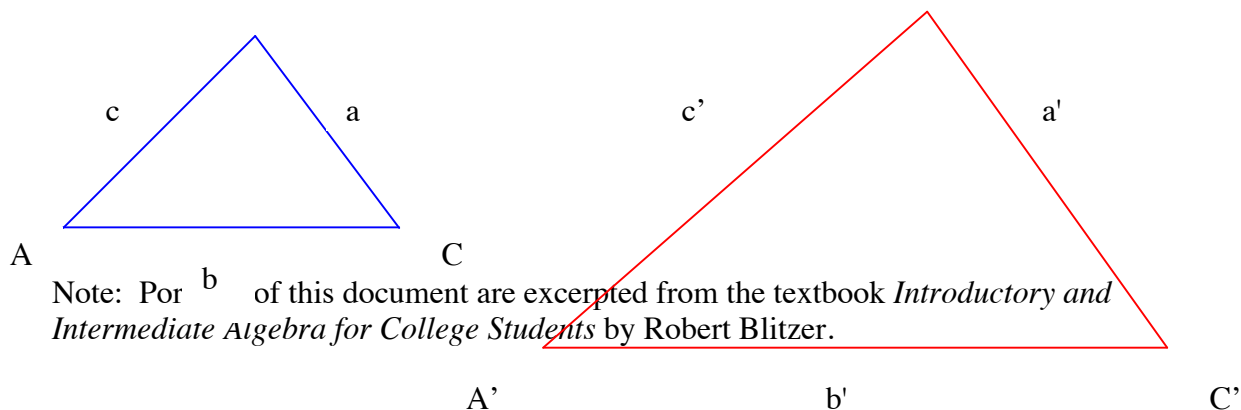 c a c’ a'
A C
b
Note: Por of this document are excerpted from the textbook Introductory and
Intermediate Algebra for College Students by Robert Blitzer.
A’ b' C’